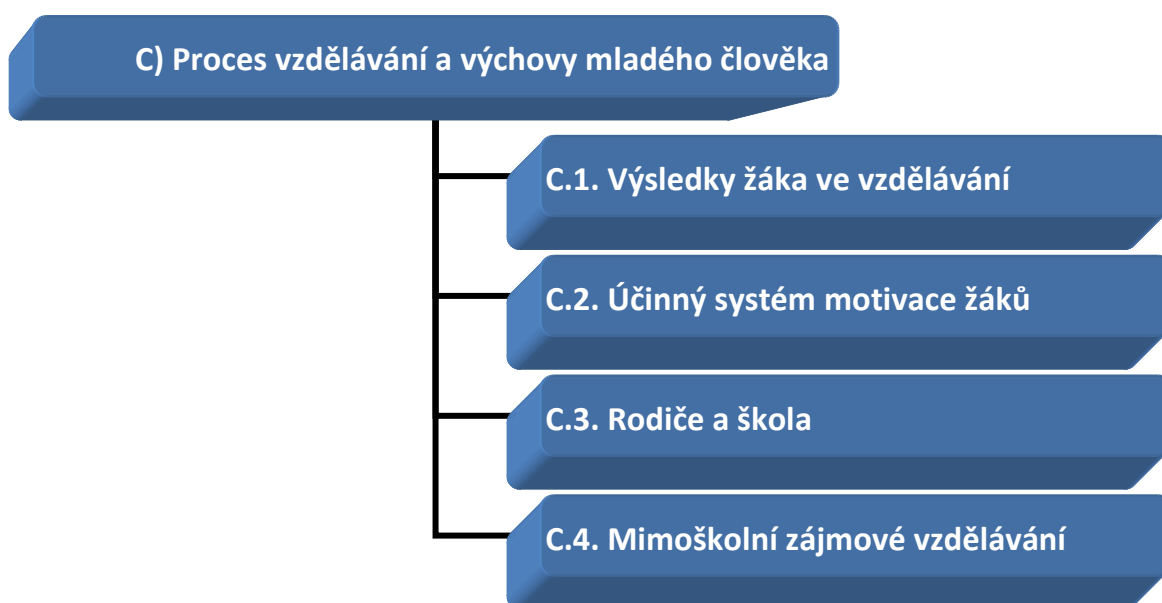 C) Proces vzdělávání a výchovy mladého člověka
C.1. Výsledky žáka ve vzdělávání
C.2. Účinný systém motivace žáků
C.3. Rodiče a škola
C.4. Mimoškolní zájmové vzdělávání